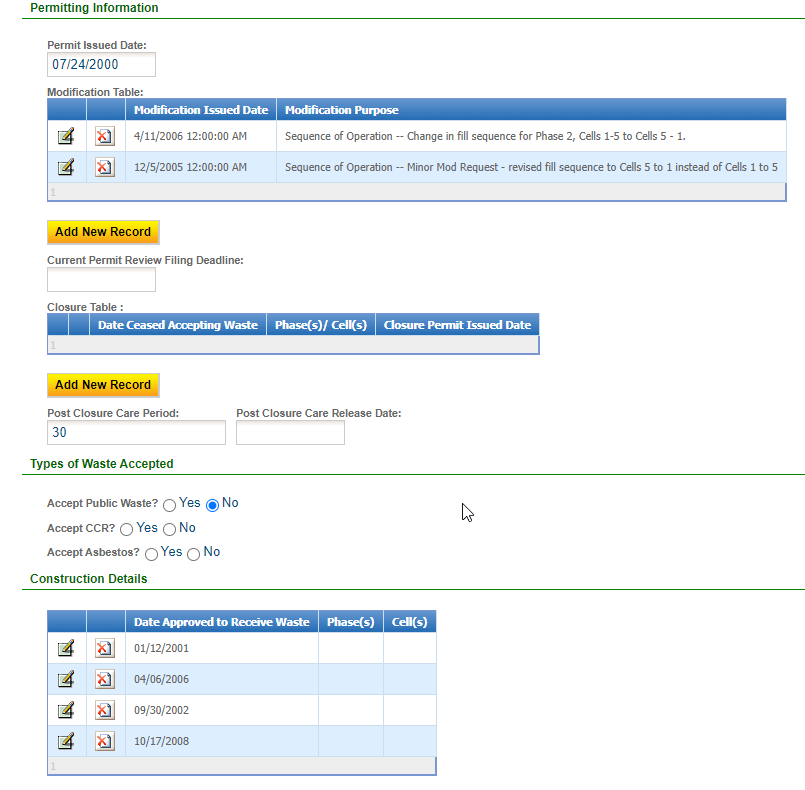 Permitting Information
Permit Issued Date:
07/24/2000
Modification Table:
Modification Issued Date Modification Purpose
4/11/2006 12:00:00 AM Sequence of Operation -- Change in fill sequence for Phase 2, Cells 1-5 to Cells 5 - 1.
12/5/2005 12:00:00 AM Sequence of Operation -- Minor Mod Request - revised fill sequence to Cells 5 to 1 instead of Cells 1 to 5
1
Add New Record
Current Permit Review Filing Deadline:
Closure Table :
Date Ceased Accepting Waste Phase(s)/ Cell(s) Closure Permit Issued Date
1
Add New Record
Post Closure Care Period: Post Closure Care Release Date:
30
Types of Waste Accepted
Accept Public Waste? Yes No
Accept CCR? Yes No
Accept Asbestos? Yes No
Construction Details
Date Approved to Receive Waste Phase(s) Cell(s)
01/12/2001
04/06/2006
09/30/2002
10/17/2008
1